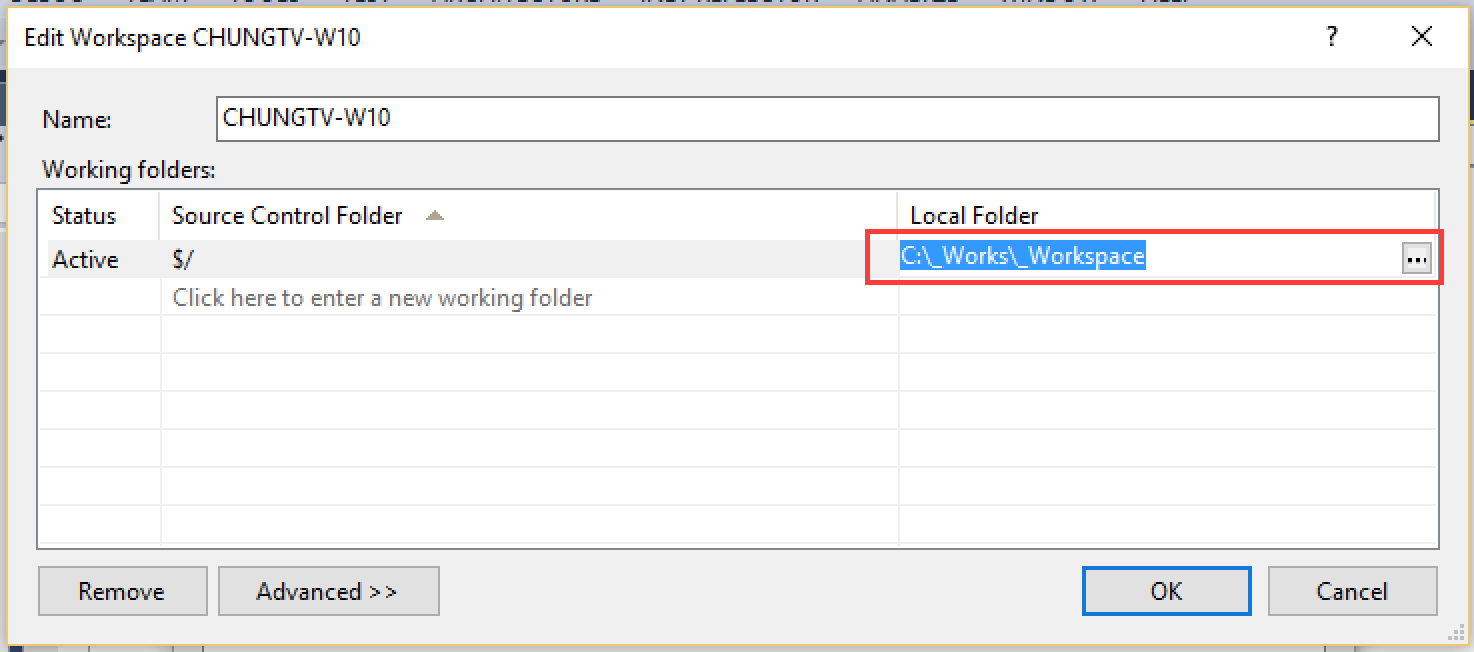 Edit Workspace CHUNGTV-W10
?
Name:
CHUNGTV-W10
Working folders:
Status Source Control Folder Local Folder
Active $/ C:\_Works\_Workspace ...
Click here to enter a new working folder
Remove Advanced >> OK Cancel